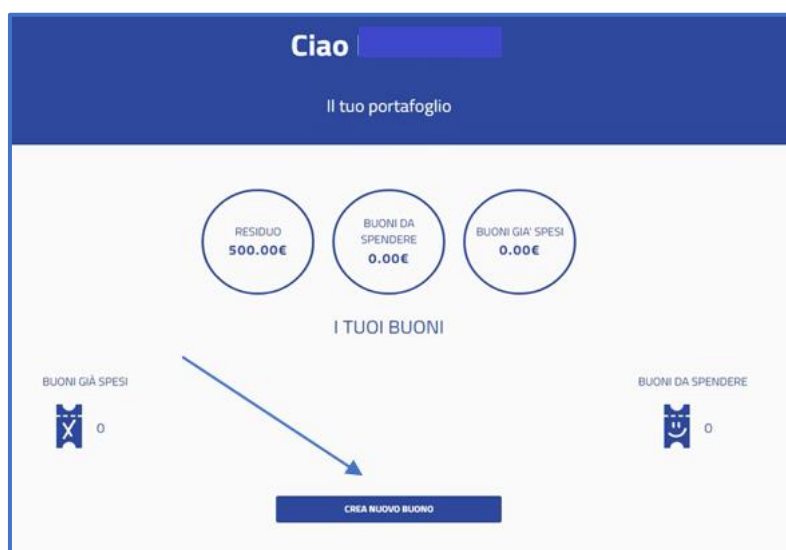 Ciao
Il tuo portafoglio
RESIDUO
500.00€
BUONI DA
SPENDERE
0.00€
BUONI GIA' SPESI
0.00€
I TUOI BUONI
BUONI GIÀ SPESI
0
BUONI DA SPENDERE
0
CREA NUOVO BUONO